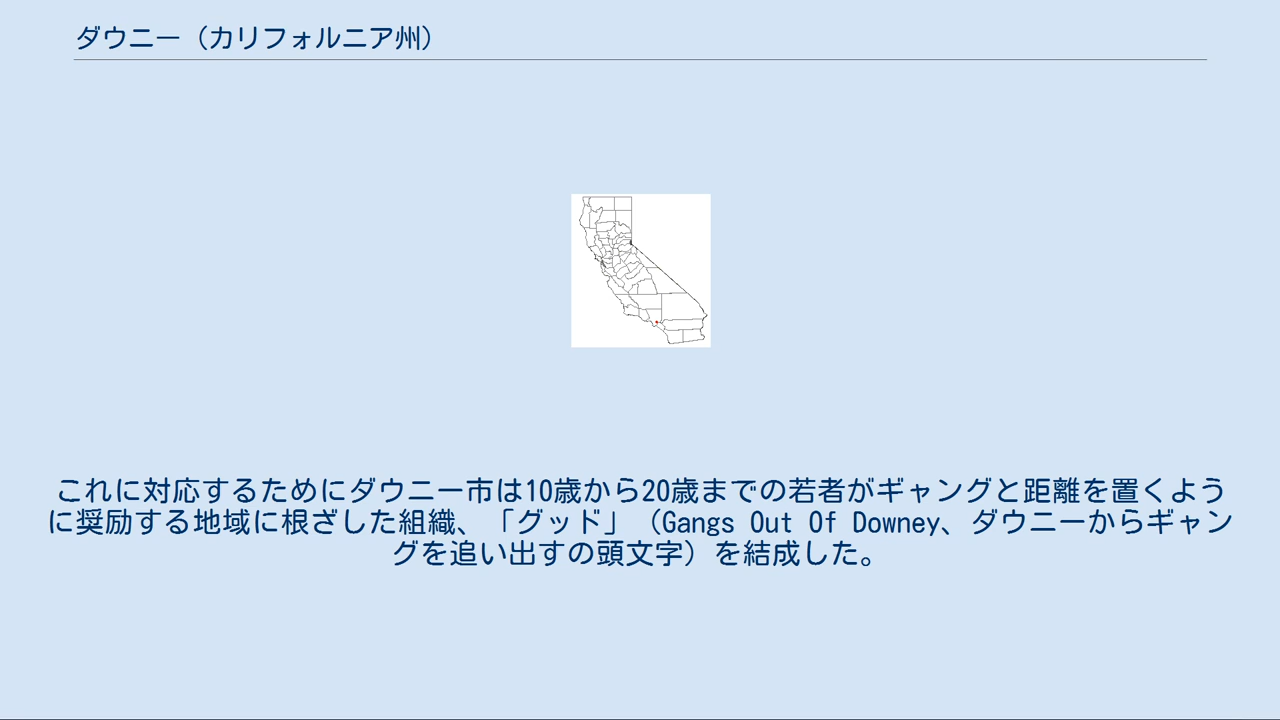 ダウニー（カリフォルニア州）
これに対応するためにダウニー市は10歳から20歳までの若者がギャングと距離を置くよう
に奨励する地域に根ざした組織、「グッド」（Gangs Out Of Downey、ダウニーからギャン
グを追い出すの頭文字）を結成した。